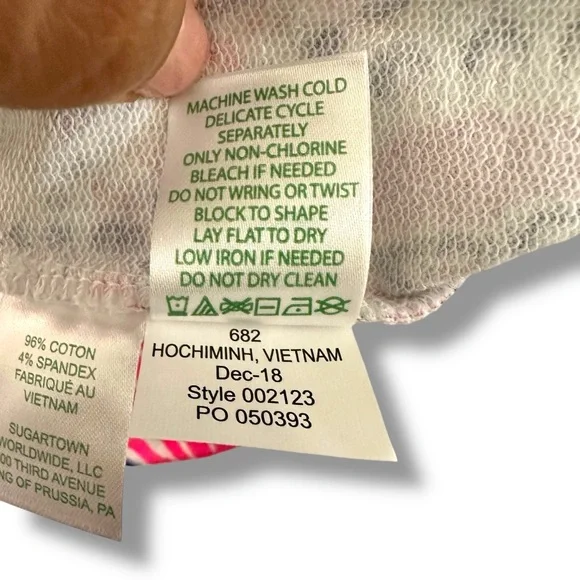 MACHINE WASH COLD
DELICATE CYCLE
SEPARATELY
ONLY NON-CHLORINE
BLEACH IF NEEDED
DO NOT WRING OR TWIST
BLOCK TO SHAPE
LAY FLAT TO DRY
LOW IRON IF NEEDED
DO NOT DRY CLEAN
682
HOCHIMINH, VIETNAM
Dec-18
Style 002123
PO 050393
96% COTON
4% SPANDEX
FABRIQUÉ AU
VIETNAM
SUGARTOWN
WORLDWIDE, LLC
00 THIRD AVENUE
NG OF PRUSSIA, PA